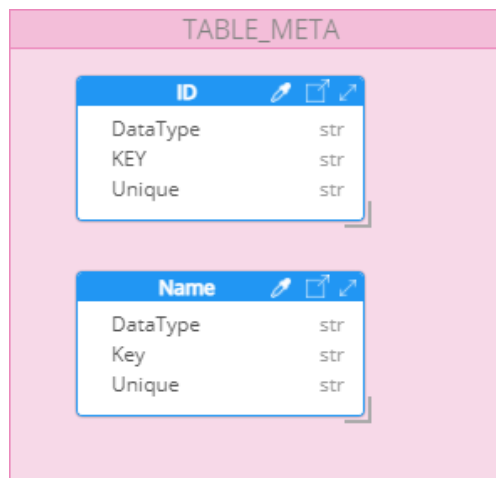 TABLE_META
ID
DataType str
KEY str
Unique str
Name
DataType str
Key str
Unique str